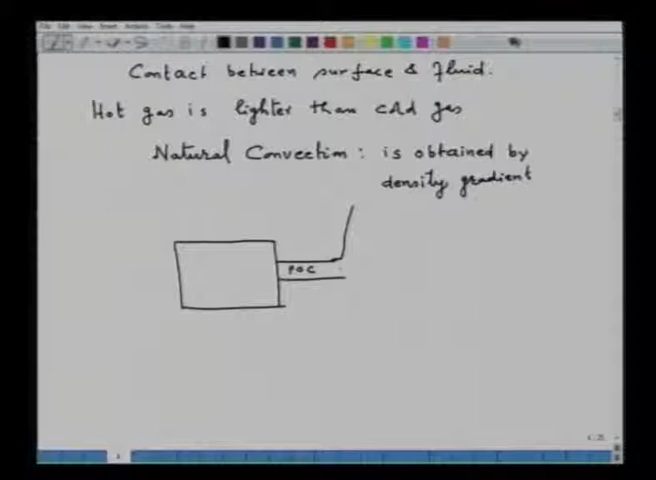 Contact between surface & fluid.
Hot gas is lighter than cold gas
Natural Convection : is obtained by
density gradient
POC